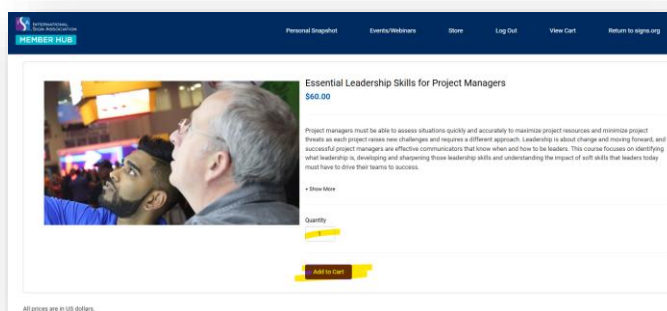 INTERNATIONAL
SIGN ASSOCIATION
MEMBER HUB
Personal Snapshot Events/Webinars Store Log Out View Cart Return to signs.org
Essential Leadership Skills for Project Managers
$60.00
Project managers must be able to assess situations quickly and accurately to maximize project resources and minimize project
threats as each project raises new challenges and requires a different approach. Leadership is about change and moving forward, and
successful project managers are effective communicators that know when and how to be leaders. This course focuses on identifying
what leadership is, developing and sharpening those leadership skills and understanding the impact of soft skills that leaders today
must have to drive their teams to success.
+ Show More
Quantity
1
Add to Cart
All prices are in US dollars.